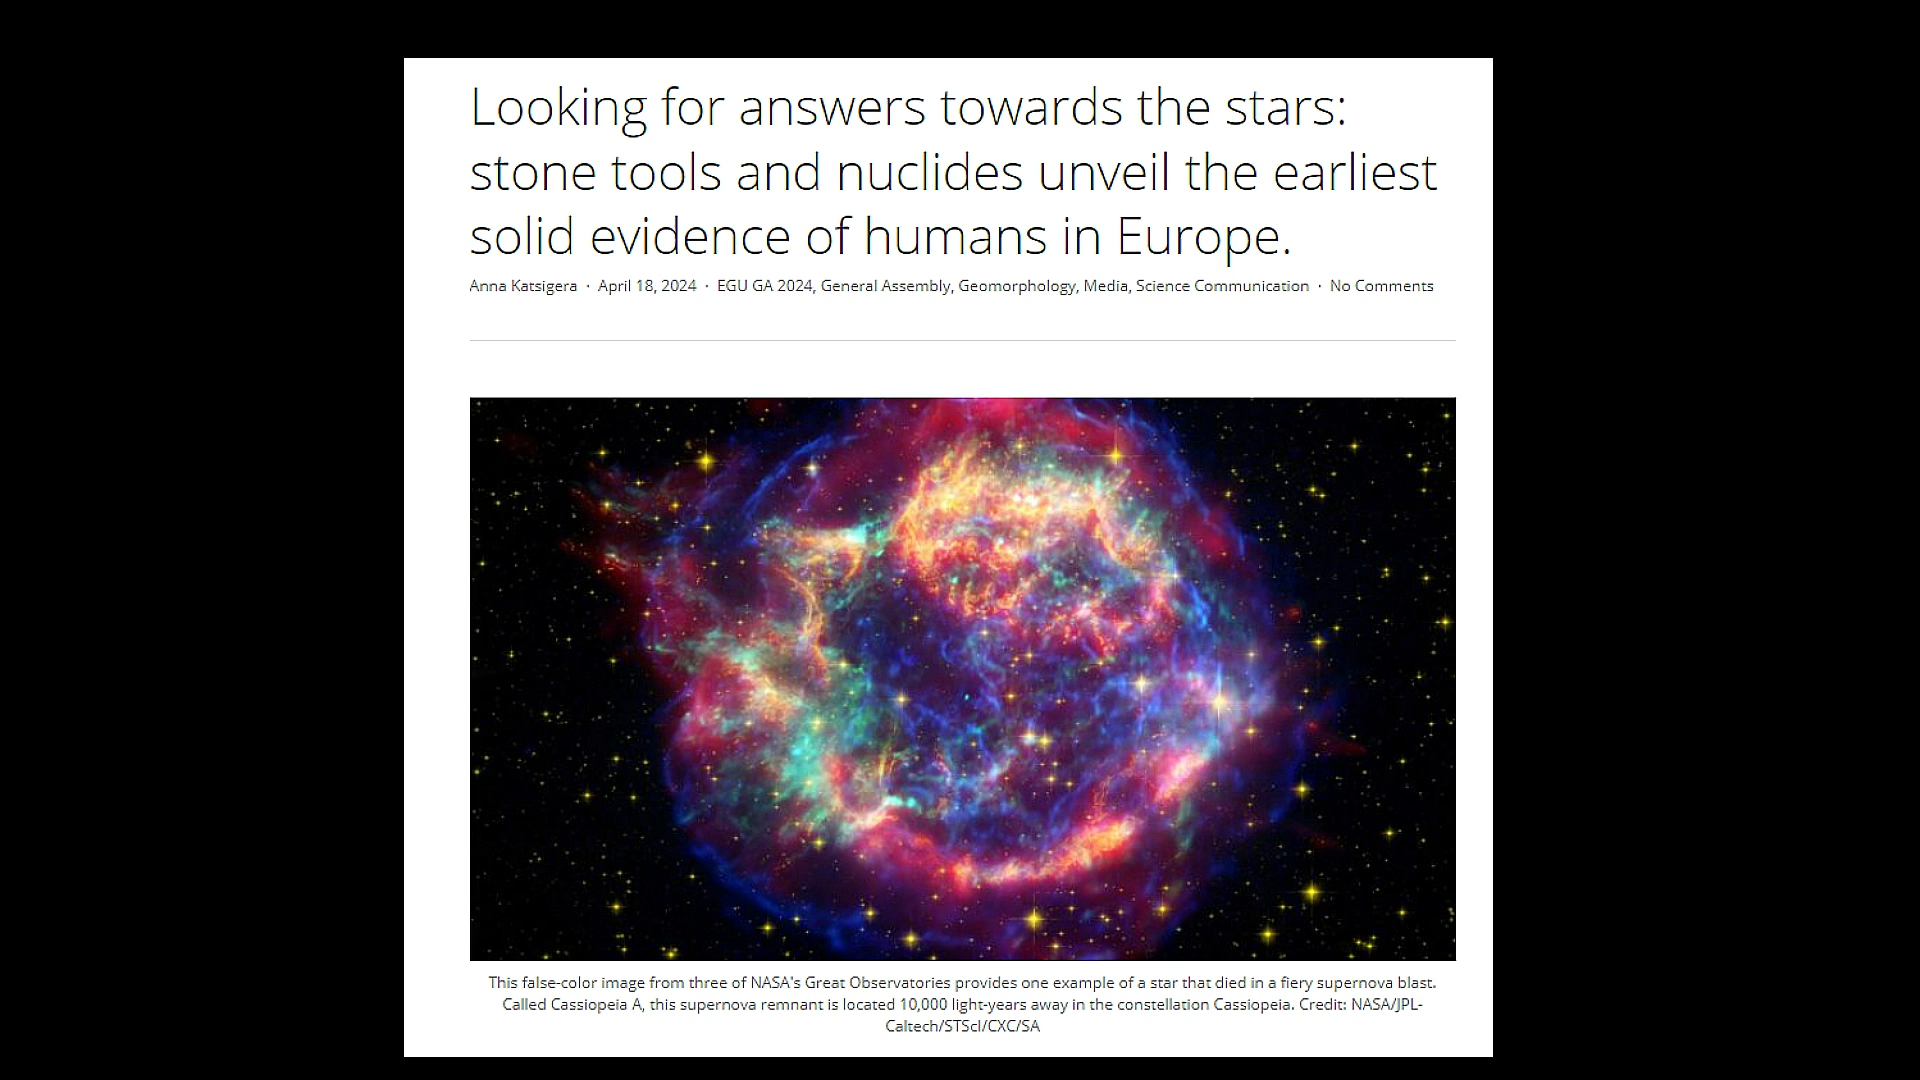 Looking for answers towards the stars:
stone tools and nuclides unveil the earliest
solid evidence of humans in Europe.
Anna Katsigera · April 18, 2024 · EGU GA 2024, General Assembly, Geomorphology, Media, Science Communication · No Comments
This false-color image from three of NASA's Great Observatories provides one example of a star that died in a fiery supernova blast.
Called Cassiopeia A, this supernova remnant is located 10,000 light-years away in the constellation Cassiopeia. Credit: NASA/JPL-
Caltech/STScI/CXC/SA